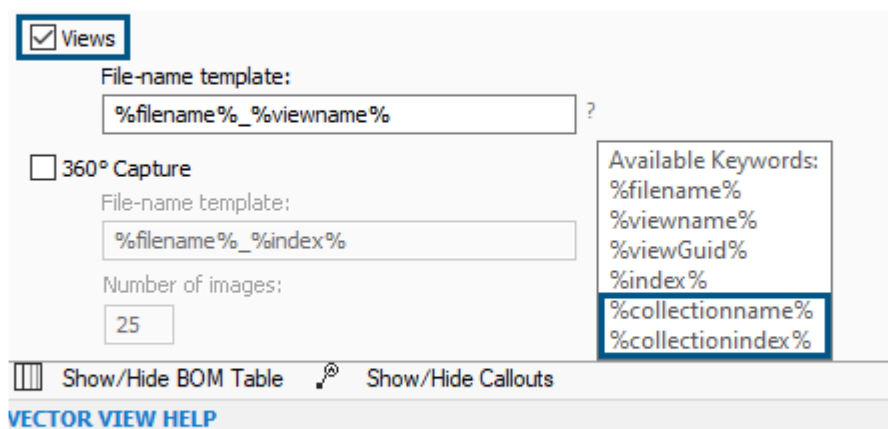 Views
File-name template:
%filename%_%viewname%
?
360° Capture
File-name template:
%filename%_%index%
Number of images:
25
Available Keywords:
%filename%
%viewname%
%viewGuid%
%index%
%collectionname%
%collectionindex%
Show/Hide BOM Table
Show/Hide Callouts
VECTOR VIEW HELP